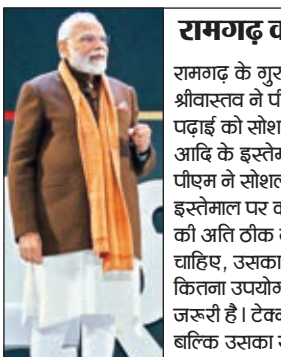 रामगढ़ व
रामगढ़ के गुरु
श्रीवास्तव ने पी
पढ़ाई को सोश
आदि के इस्तेम
पीएम ने सोशल
इस्तेमाल पर क
की अति ठीक न
चाहिए, उसका
कितना उपयोग
जरूरी है। टेक्
बल्कि उसका स